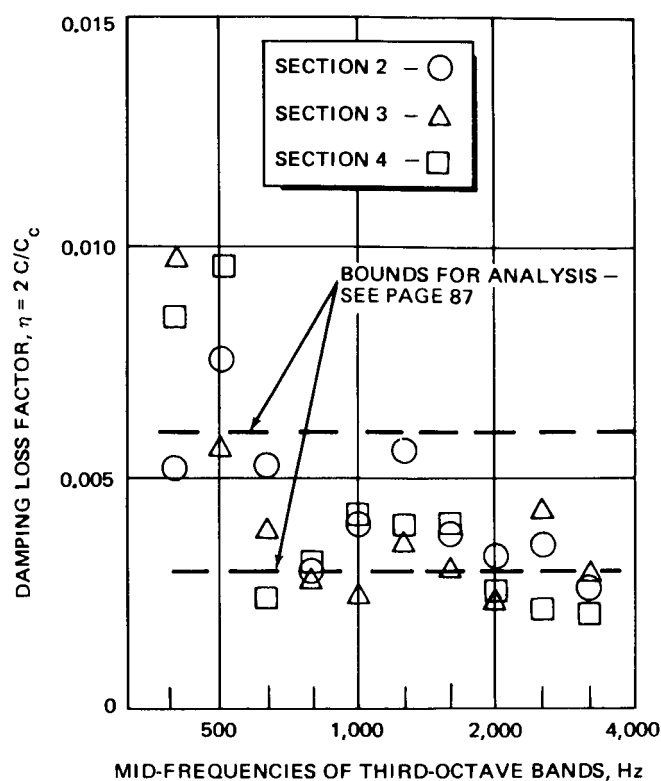 0.015
SECTION 2 –
SECTION 3 –
SECTION 4 –
0.010
BOUNDS FOR ANALYSIS –
SEE PAGE 87
0.005
0
DAMPING LOSS FACTOR, η = 2 C/C_c
500 1,000 2,000 4,000
MID-FREQUENCIES OF THIRD-OCTAVE BANDS, Hz